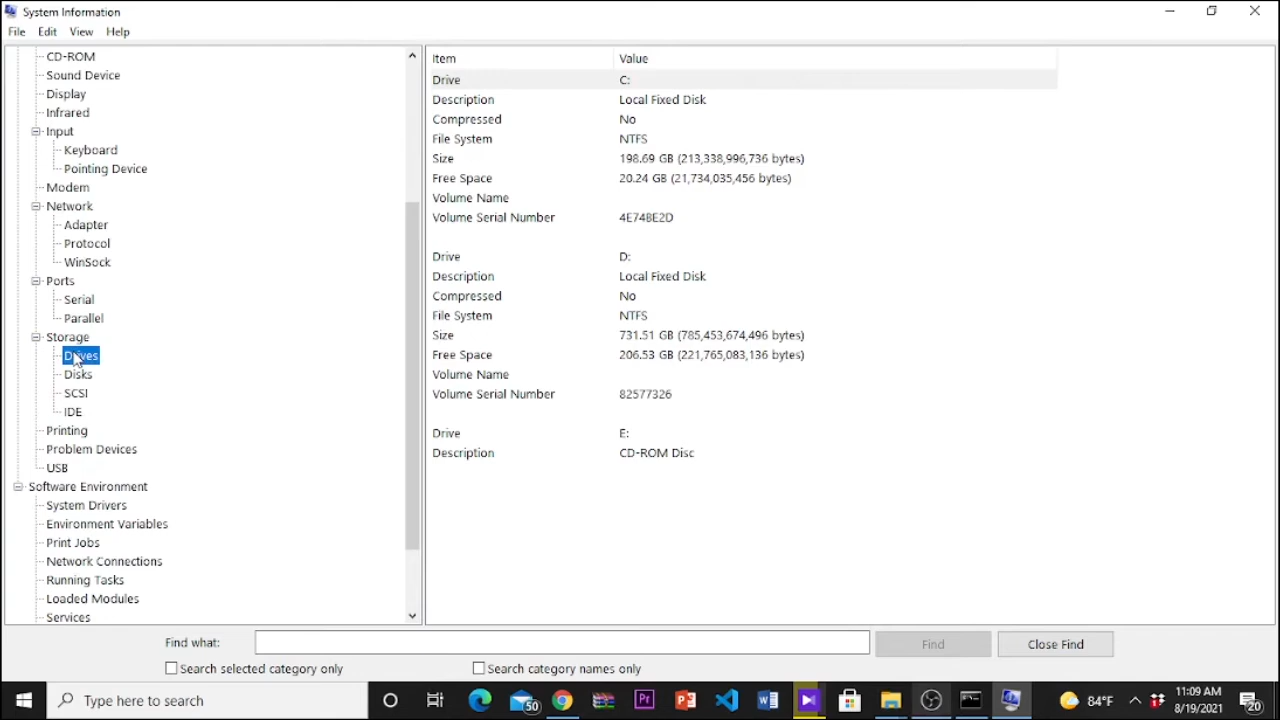 System Information
File Edit View Help
CD-ROM
Sound Device
Display
Infrared
Input
Keyboard
Pointing Device
Modem
Network
Adapter
Protocol
WinSock
Ports
Serial
Parallel
Storage
Drives
Disks
SCSI
IDE
Printing
Problem Devices
USB
Software Environment
System Drivers
Environment Variables
Print Jobs
Network Connections
Running Tasks
Loaded Modules
Services
Item Value
Drive C:
Description Local Fixed Disk
Compressed No
File System NTFS
Size 198.69 GB (213,338,996,736 bytes)
Free Space 20.24 GB (21,734,035,456 bytes)
Volume Name
Volume Serial Number 4E74BE2D
Drive D:
Description Local Fixed Disk
Compressed No
File System NTFS
Size 731.51 GB (785,453,674,496 bytes)
Free Space 206.53 GB (221,765,083,136 bytes)
Volume Name
Volume Serial Number 82577326
Drive E:
Description CD-ROM Disc
Find what: Find Close Find
Search selected category only Search category names only
Type here to search 50 Pr P W 84°F 11:09 AM
8/19/2021 20